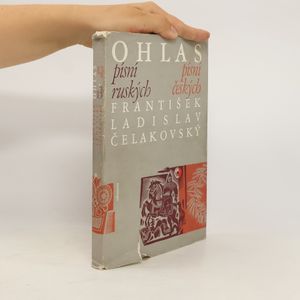 OHLAS
písní písní
ruských českých
FRANTIŠEK
LADISLAV
ČELAKOVSKÝ